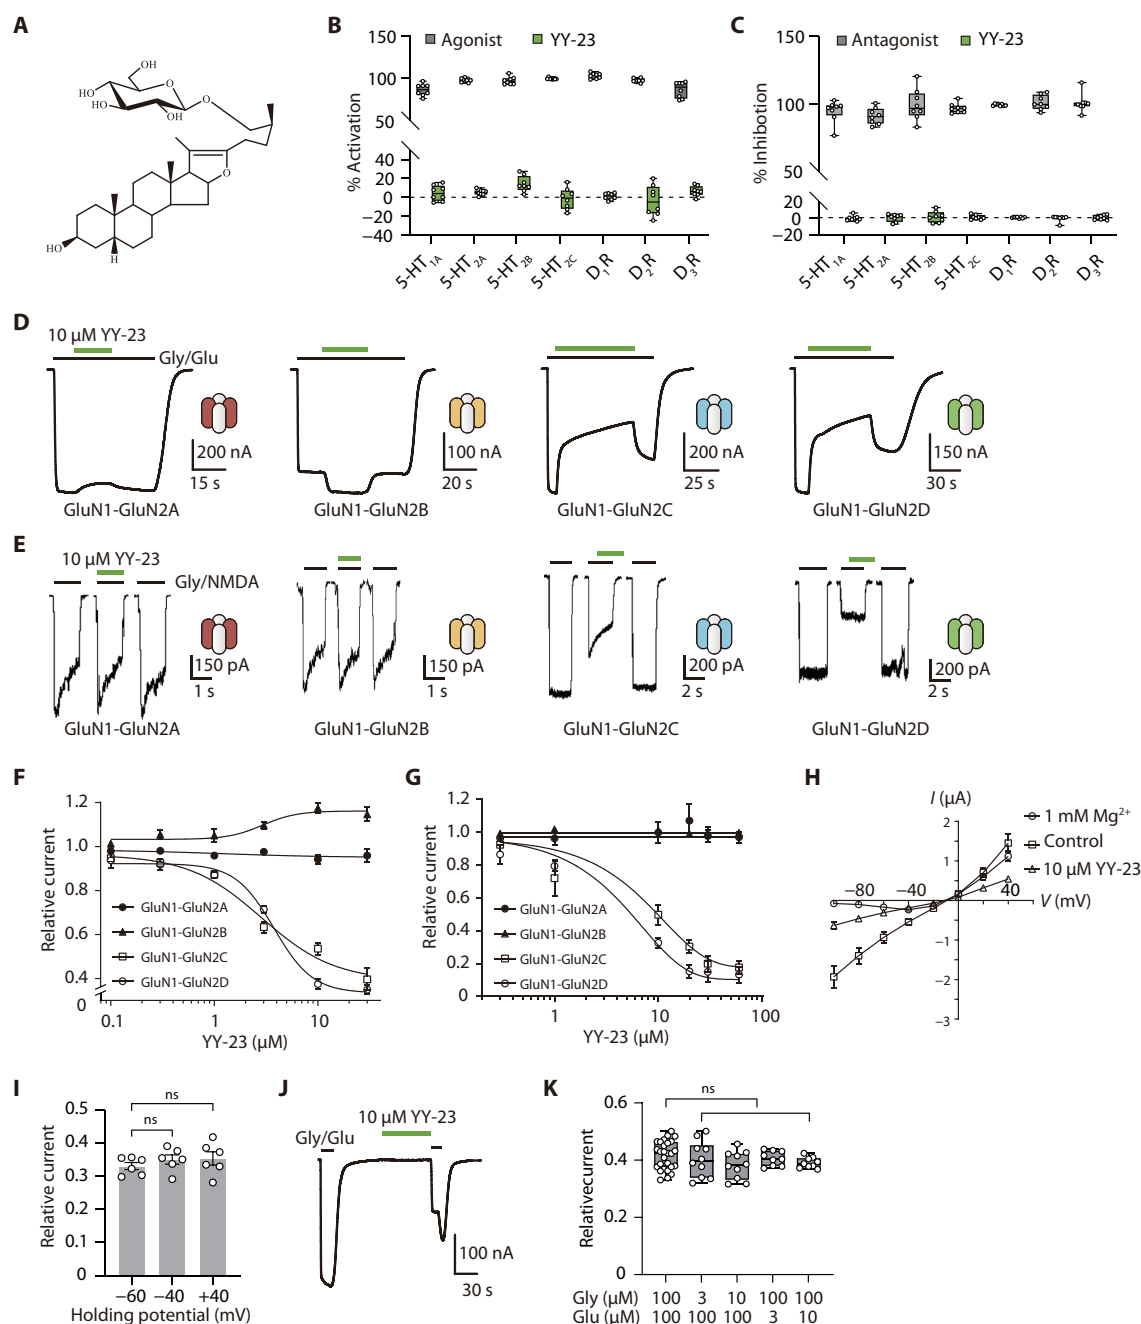 A
OH
HO
O
HO
OH
O
O
HO
H
B
Agonist
YY-23
150
100
50
40
20
0
−20
−40
% Activation
5-HT1A
5-HT2A
5-HT2B
5-HT2C
D1R
D2R
D3R
C
Antagonist
YY-23
150
100
50
0
−20
20
% Inhibotion
5-HT1A
5-HT2A
5-HT2B
5-HT2C
D1R
D2R
D3R
D
10 μM YY-23
Gly/Glu
200 nA
15 s
GluN1-GluN2A
100 nA
20 s
GluN1-GluN2B
200 nA
25 s
GluN1-GluN2C
150 nA
30 s
GluN1-GluN2D
E
10 μM YY-23
Gly/NMDA
150 pA
1 s
GluN1-GluN2A
150 pA
1 s
GluN1-GluN2B
200 pA
2 s
GluN1-GluN2C
200 pA
2 s
GluN1-GluN2D
F
1.2
1.0
0.8
0.6
0.4
0
Relative current
GluN1-GluN2A
GluN1-GluN2B
GluN1-GluN2C
GluN1-GluN2D
0.1 1 10
YY-23 (μM)
G
1.2
1.0
0.8
0.6
0.4
0.2
0
Relative current
GluN1-GluN2A
GluN1-GluN2B
GluN1-GluN2C
GluN1-GluN2D
1 10 100
YY-23 (μM)
H
I (μA)
2
1
−1
−2
−3
−80 −40 40
V (mV)
1 mM Mg2+
Control
10 μM YY-23
I
0.5
0.4
0.3
0.2
0.1
0
Relative current
ns
ns
−60 −40 +40
Holding potential (mV)
J
10 μM YY-23
Gly/Glu
100 nA
30 s
K
ns
0.6
0.4
0.2
0
Relativecurrent
Gly (μM) 100 3 10 100 100
Glu (μM) 100 100 100 3 10